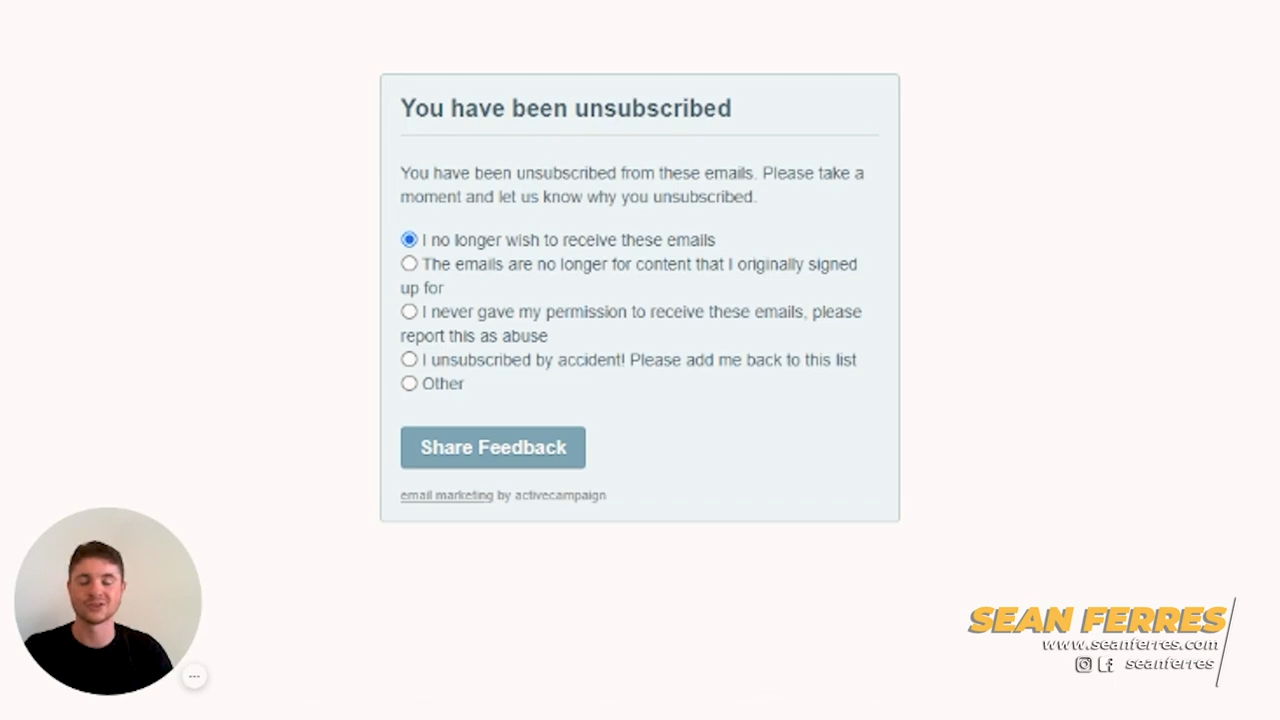 You have been unsubscribed
You have been unsubscribed from these emails. Please take a
moment and let us know why you unsubscribed.
I no longer wish to receive these emails
The emails are no longer for content that I originally signed
up for
I never gave my permission to receive these emails, please
report this as abuse
I unsubscribed by accident! Please add me back to this list
Other
Share Feedback
email marketing by activecampaign
SEAN FERRES
www.seanferres.com
seanferres